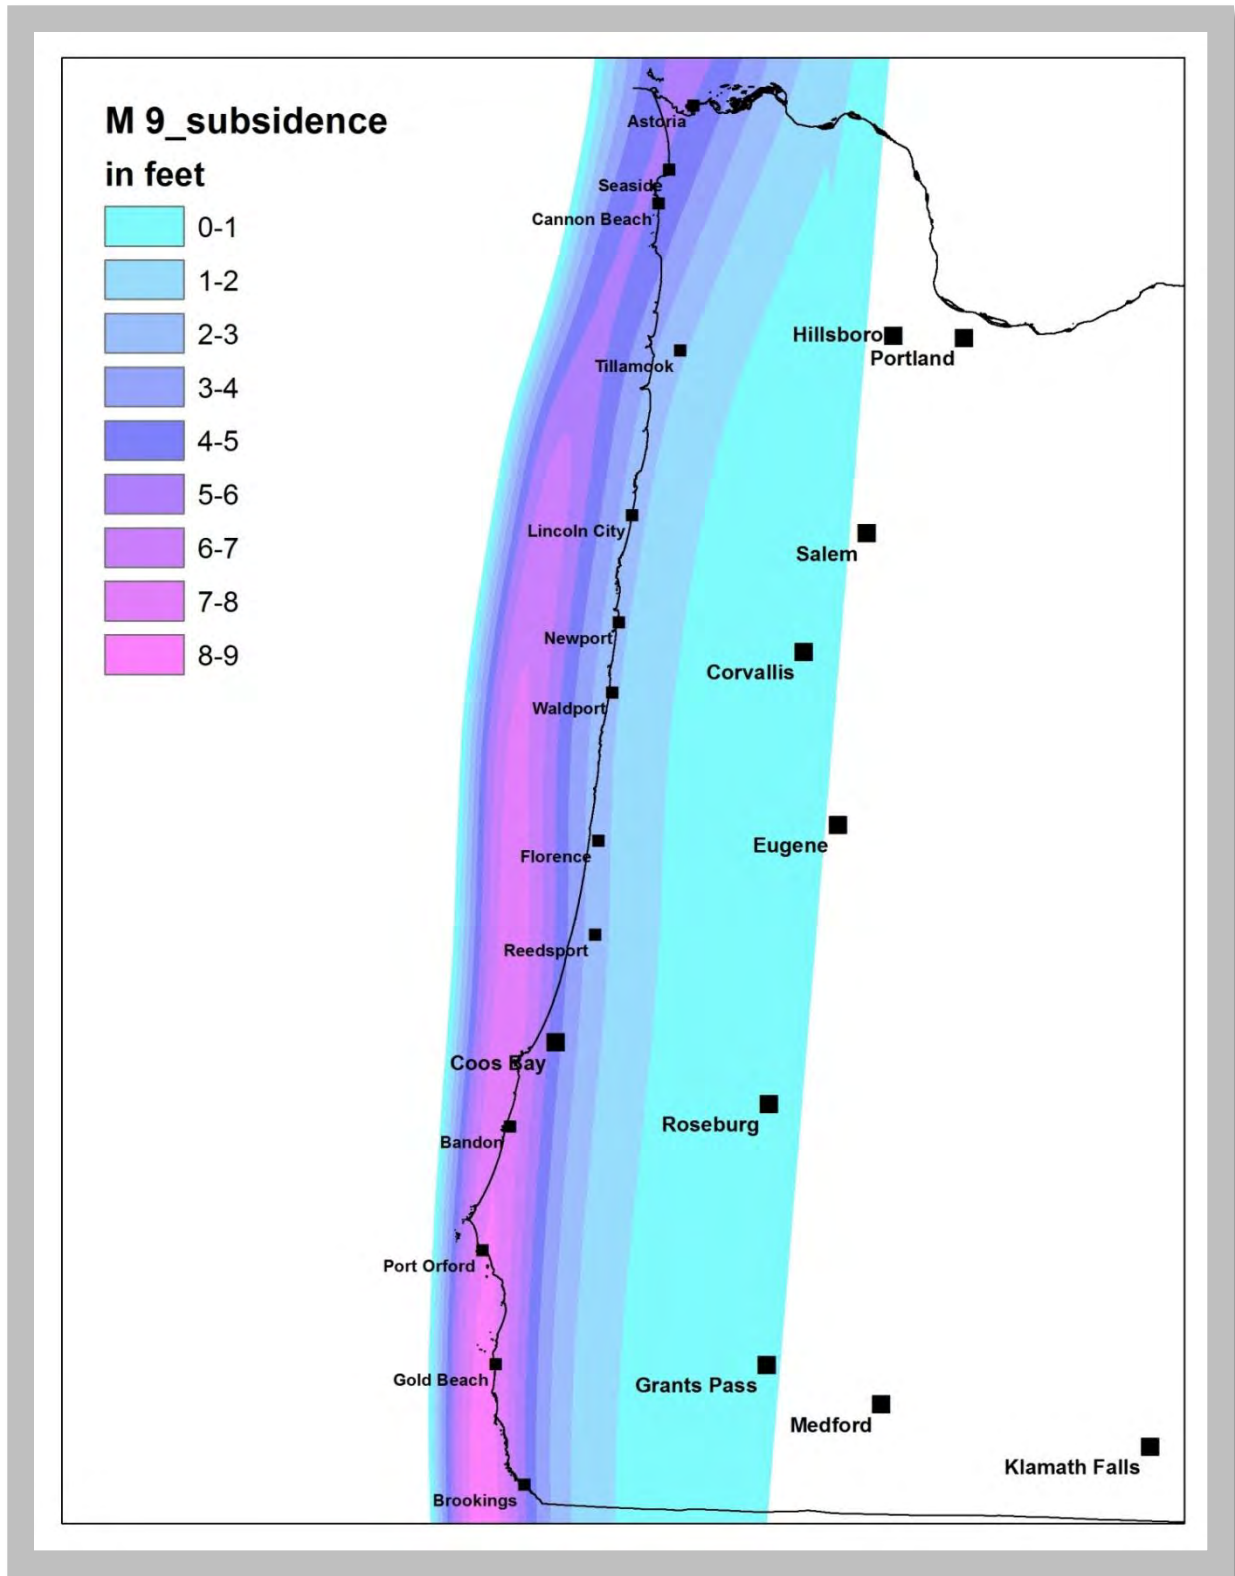 M 9_subsidence
in feet
0-1
1-2
2-3
3-4
4-5
5-6
6-7
7-8
8-9
Astoria
Seaside
Cannon Beach
Hillsboro
Portland
Tillamook
Lincoln City
Salem
Newport
Corvallis
Waldport
Eugene
Florence
Reedsport
Coos Bay
Roseburg
Bandon
Port Orford
Gold Beach
Grants Pass
Medford
Klamath Falls
Brookings